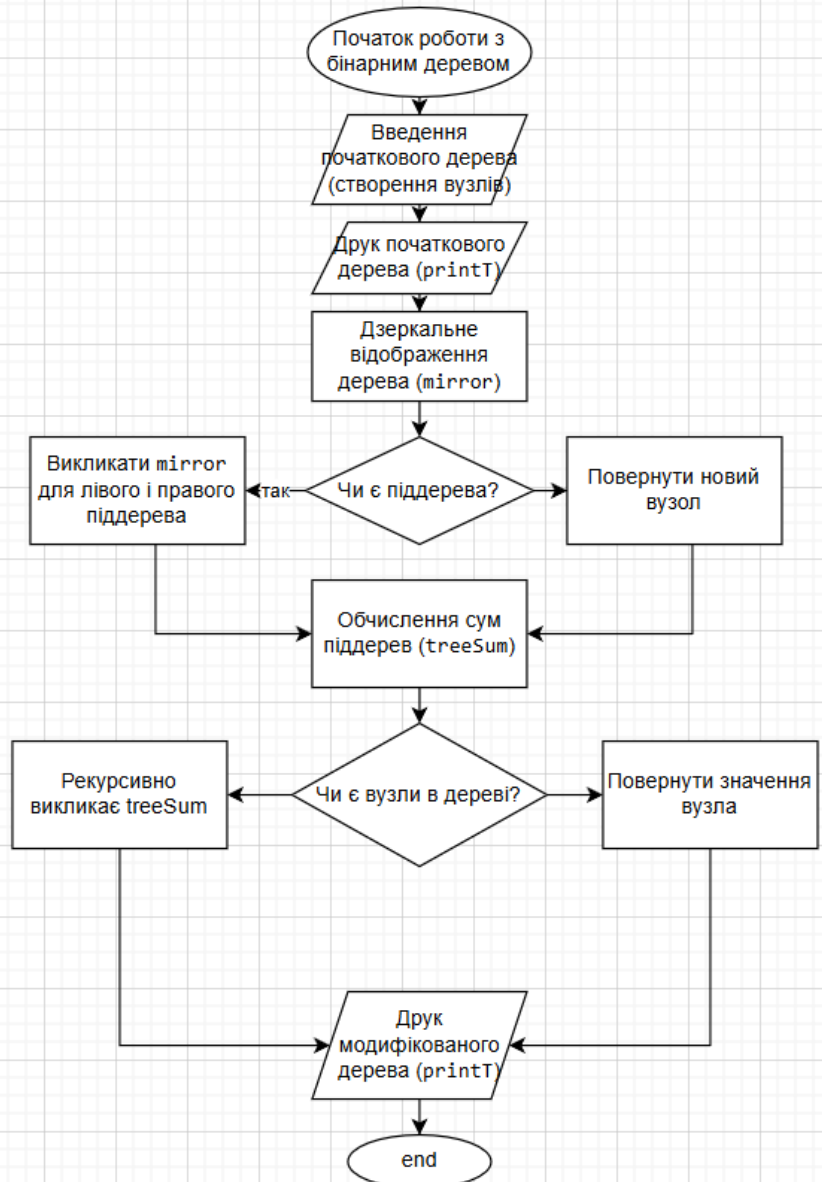 Початок роботи з
бінарним деревом
Введення
початкового дерева
(створення вузлів)
Друк початкового
дерева (printT)
Дзеркальне
відображення
дерева (mirror)
Викликати mirror
для лівого і правого
піддерева
так
Чи є піддерева?
Повернути новий
вузол
Обчислення сум
піддерев (treeSum)
Рекурсивно
викликає treeSum
Чи є вузли в дереві?
Повернути значення
вузла
Друк
модифікованого
дерева (printT)
end